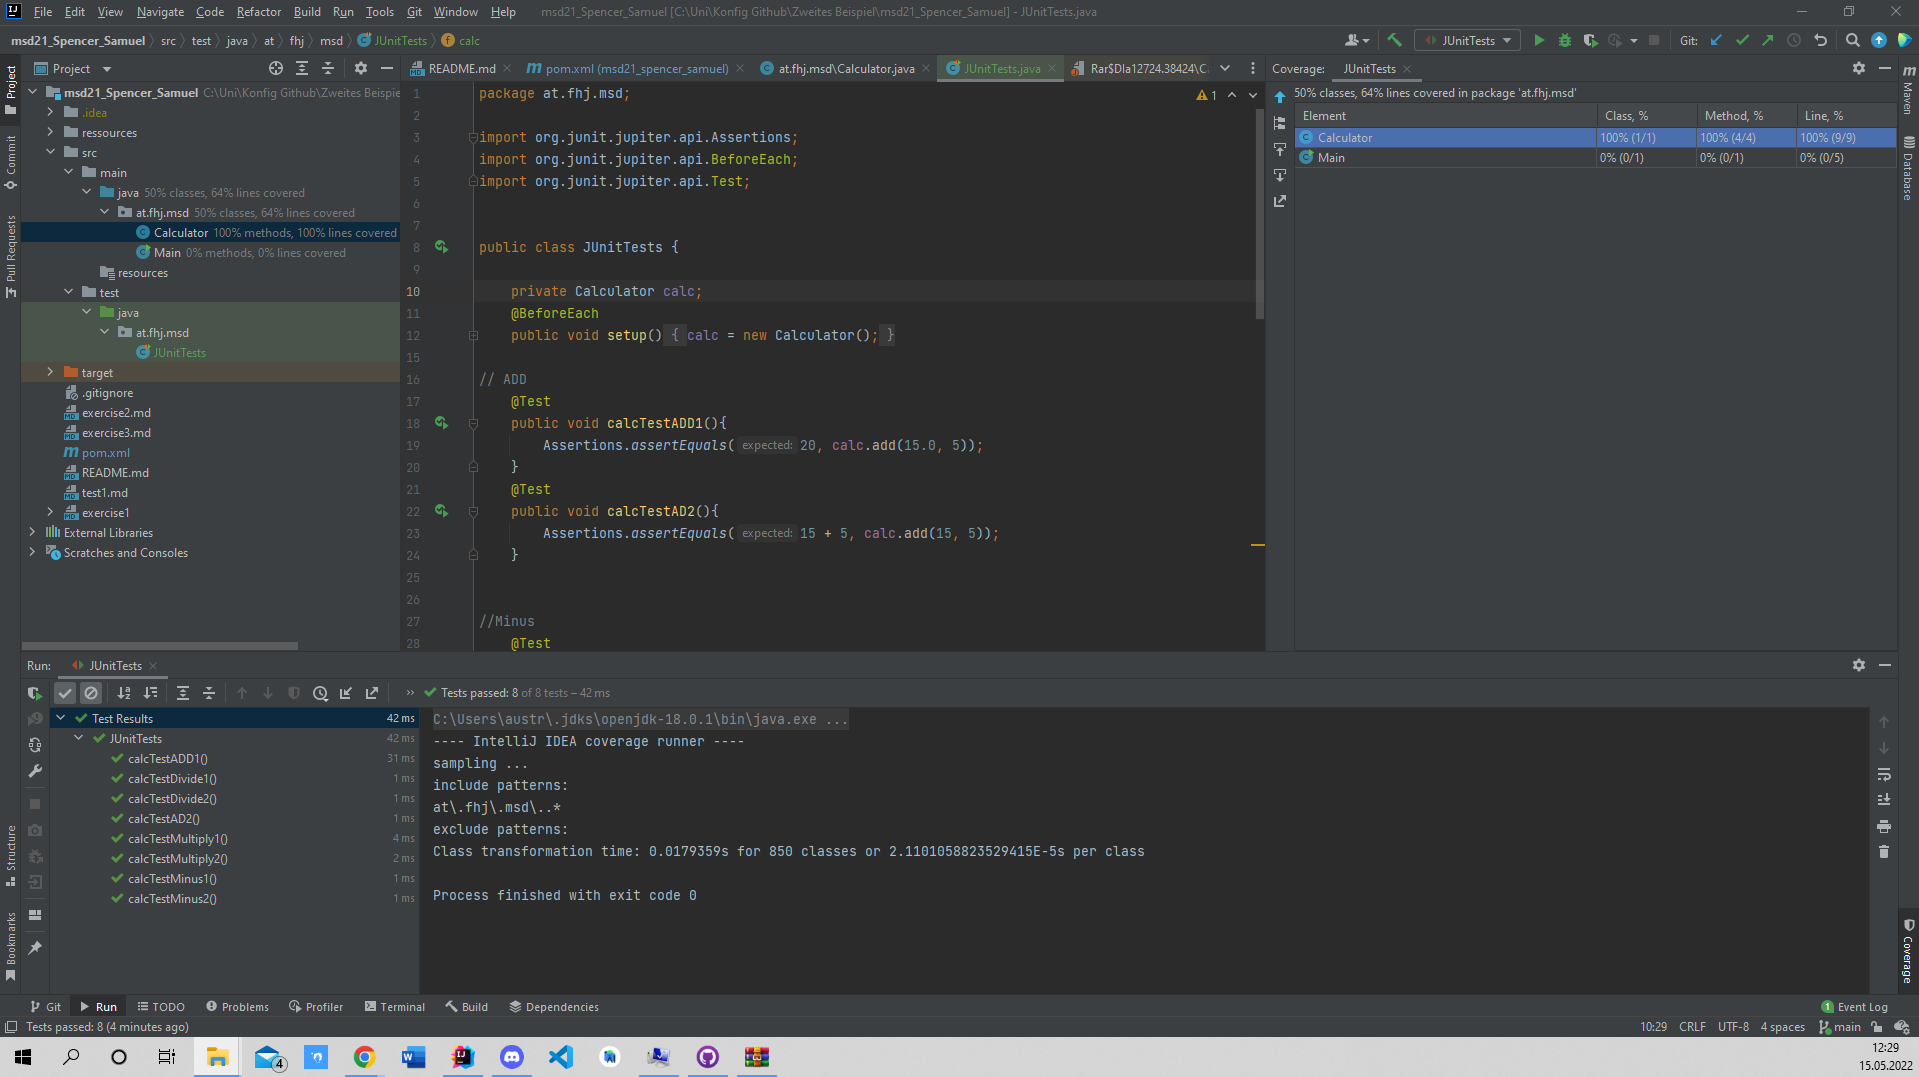 File Edit View Navigate Code Refactor Build Run Tools Git Window Help msd21_Spencer_Samuel [C:\Uni\Konfig Github\Zweites Beispiel\msd21_Spencer_Samuel] - JUnitTests.java
msd21_Spencer_Samuel src test java at fhj msd JUnitTests calc
JUnitTests Git:
Project
README.md pom.xml (msd21_spencer_samuel) at.fhj.msd\Calculator.java JUnitTests.java Rar$DIa12724.38424\C
Coverage: JUnitTests
Project
Commit
Pull Requests
Structure
Bookmarks
msd21_Spencer_Samuel C:\Uni\Konfig Github\Zweites Beispie
.idea
ressources
src
main
java 50% classes, 64% lines covered
at.fhj.msd 50% classes, 64% lines covered
Calculator 100% methods, 100% lines covered
Main 0% methods, 0% lines covered
resources
test
java
at.fhj.msd
JUnitTests
target
.gitignore
exercise2.md
exercise3.md
pom.xml
README.md
test1.md
exercise1
External Libraries
Scratches and Consoles
1 package at.fhj.msd;
1
2
3 import org.junit.jupiter.api.Assertions;
4 import org.junit.jupiter.api.BeforeEach;
5 import org.junit.jupiter.api.Test;
6
7
8 public class JUnitTests {
9
10 private Calculator calc;
11 @BeforeEach
12 public void setup() { calc = new Calculator(); }
15
16 // ADD
17 @Test
18 public void calcTestADD1(){
19 Assertions.assertEquals( expected: 20, calc.add(15.0, 5));
20 }
21 @Test
22 public void calcTestAD2(){
23 Assertions.assertEquals( expected: 15 + 5, calc.add(15, 5));
24 }
25
26
27 //Minus
28 @Test
50% classes, 64% lines covered in package 'at.fhj.msd'
Element Class, % Method, % Line, %
Calculator 100% (1/1) 100% (4/4) 100% (9/9)
Main 0% (0/1) 0% (0/1) 0% (0/5)
Maven
Database
Coverage
Run: JUnitTests
Tests passed: 8 of 8 tests – 42 ms
Test Results 42 ms
JUnitTests 42 ms
calcTestADD1() 31 ms
calcTestDivide1() 1 ms
calcTestDivide2() 1 ms
calcTestAD2() 1 ms
calcTestMultiply1() 4 ms
calcTestMultiply2() 2 ms
calcTestMinus1() 1 ms
calcTestMinus2() 1 ms
C:\Users\austr\.jdks\openjdk-18.0.1\bin\java.exe ...
---- IntelliJ IDEA coverage runner ----
sampling ...
include patterns:
at\.fhj\.msd\..*
exclude patterns:
Class transformation time: 0.0179359s for 850 classes or 2.1101058823529415E-5s per class
Process finished with exit code 0
Git Run TODO Problems Profiler Terminal Build Dependencies
1 Event Log
Tests passed: 8 (4 minutes ago)
10:29 CRLF UTF-8 4 spaces main
4
12:29
15.05.2022